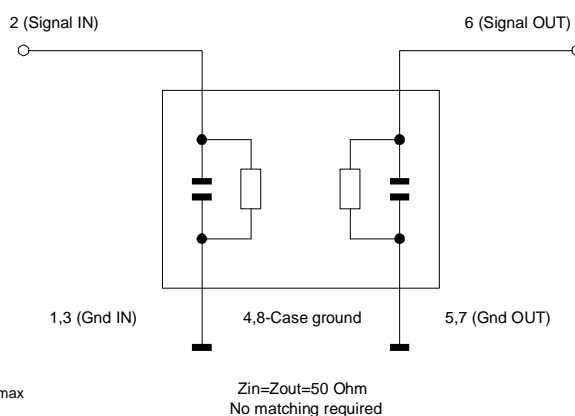 2 (Signal IN)
6 (Signal OUT)
1,3 (Gnd IN)
4,8-Case ground
5,7 (Gnd OUT)
max
Zin=Zout=50 Ohm
No matching required